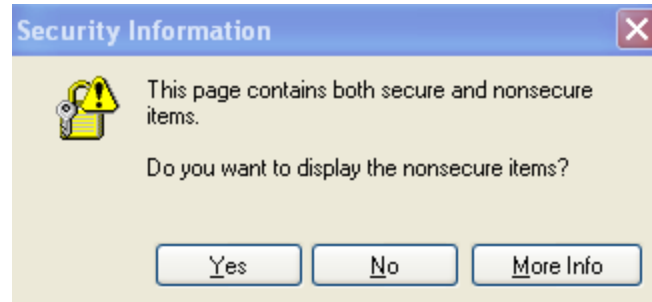 Security Information
This page contains both secure and nonsecure
items.
Do you want to display the nonsecure items?
Yes
No
More Info